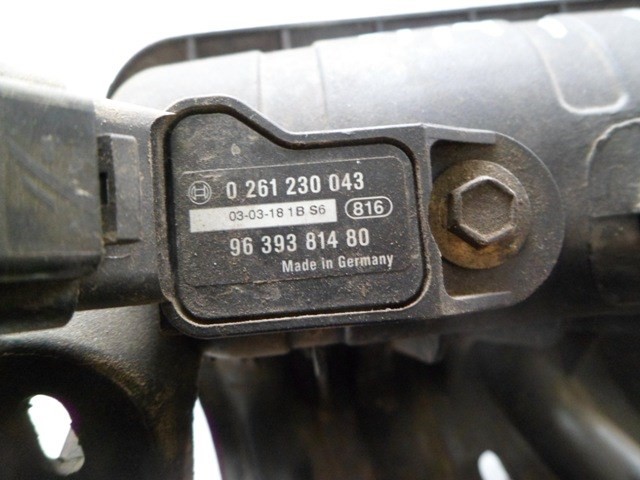 0 261 230 043
03-03-18 1B S6 816
96 393 814 80
Made in Germany